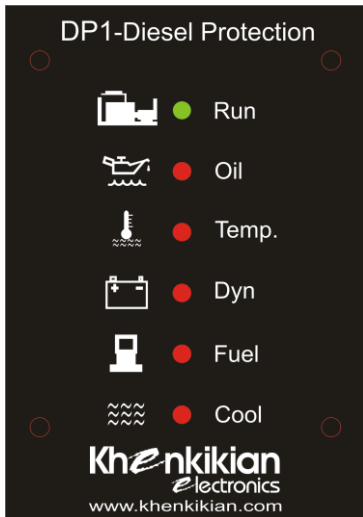 DP1-Diesel Protection
Run
Oil
Temp.
Dyn
Fuel
Cool
Khenkikian
electronics
www.khenkikian.com